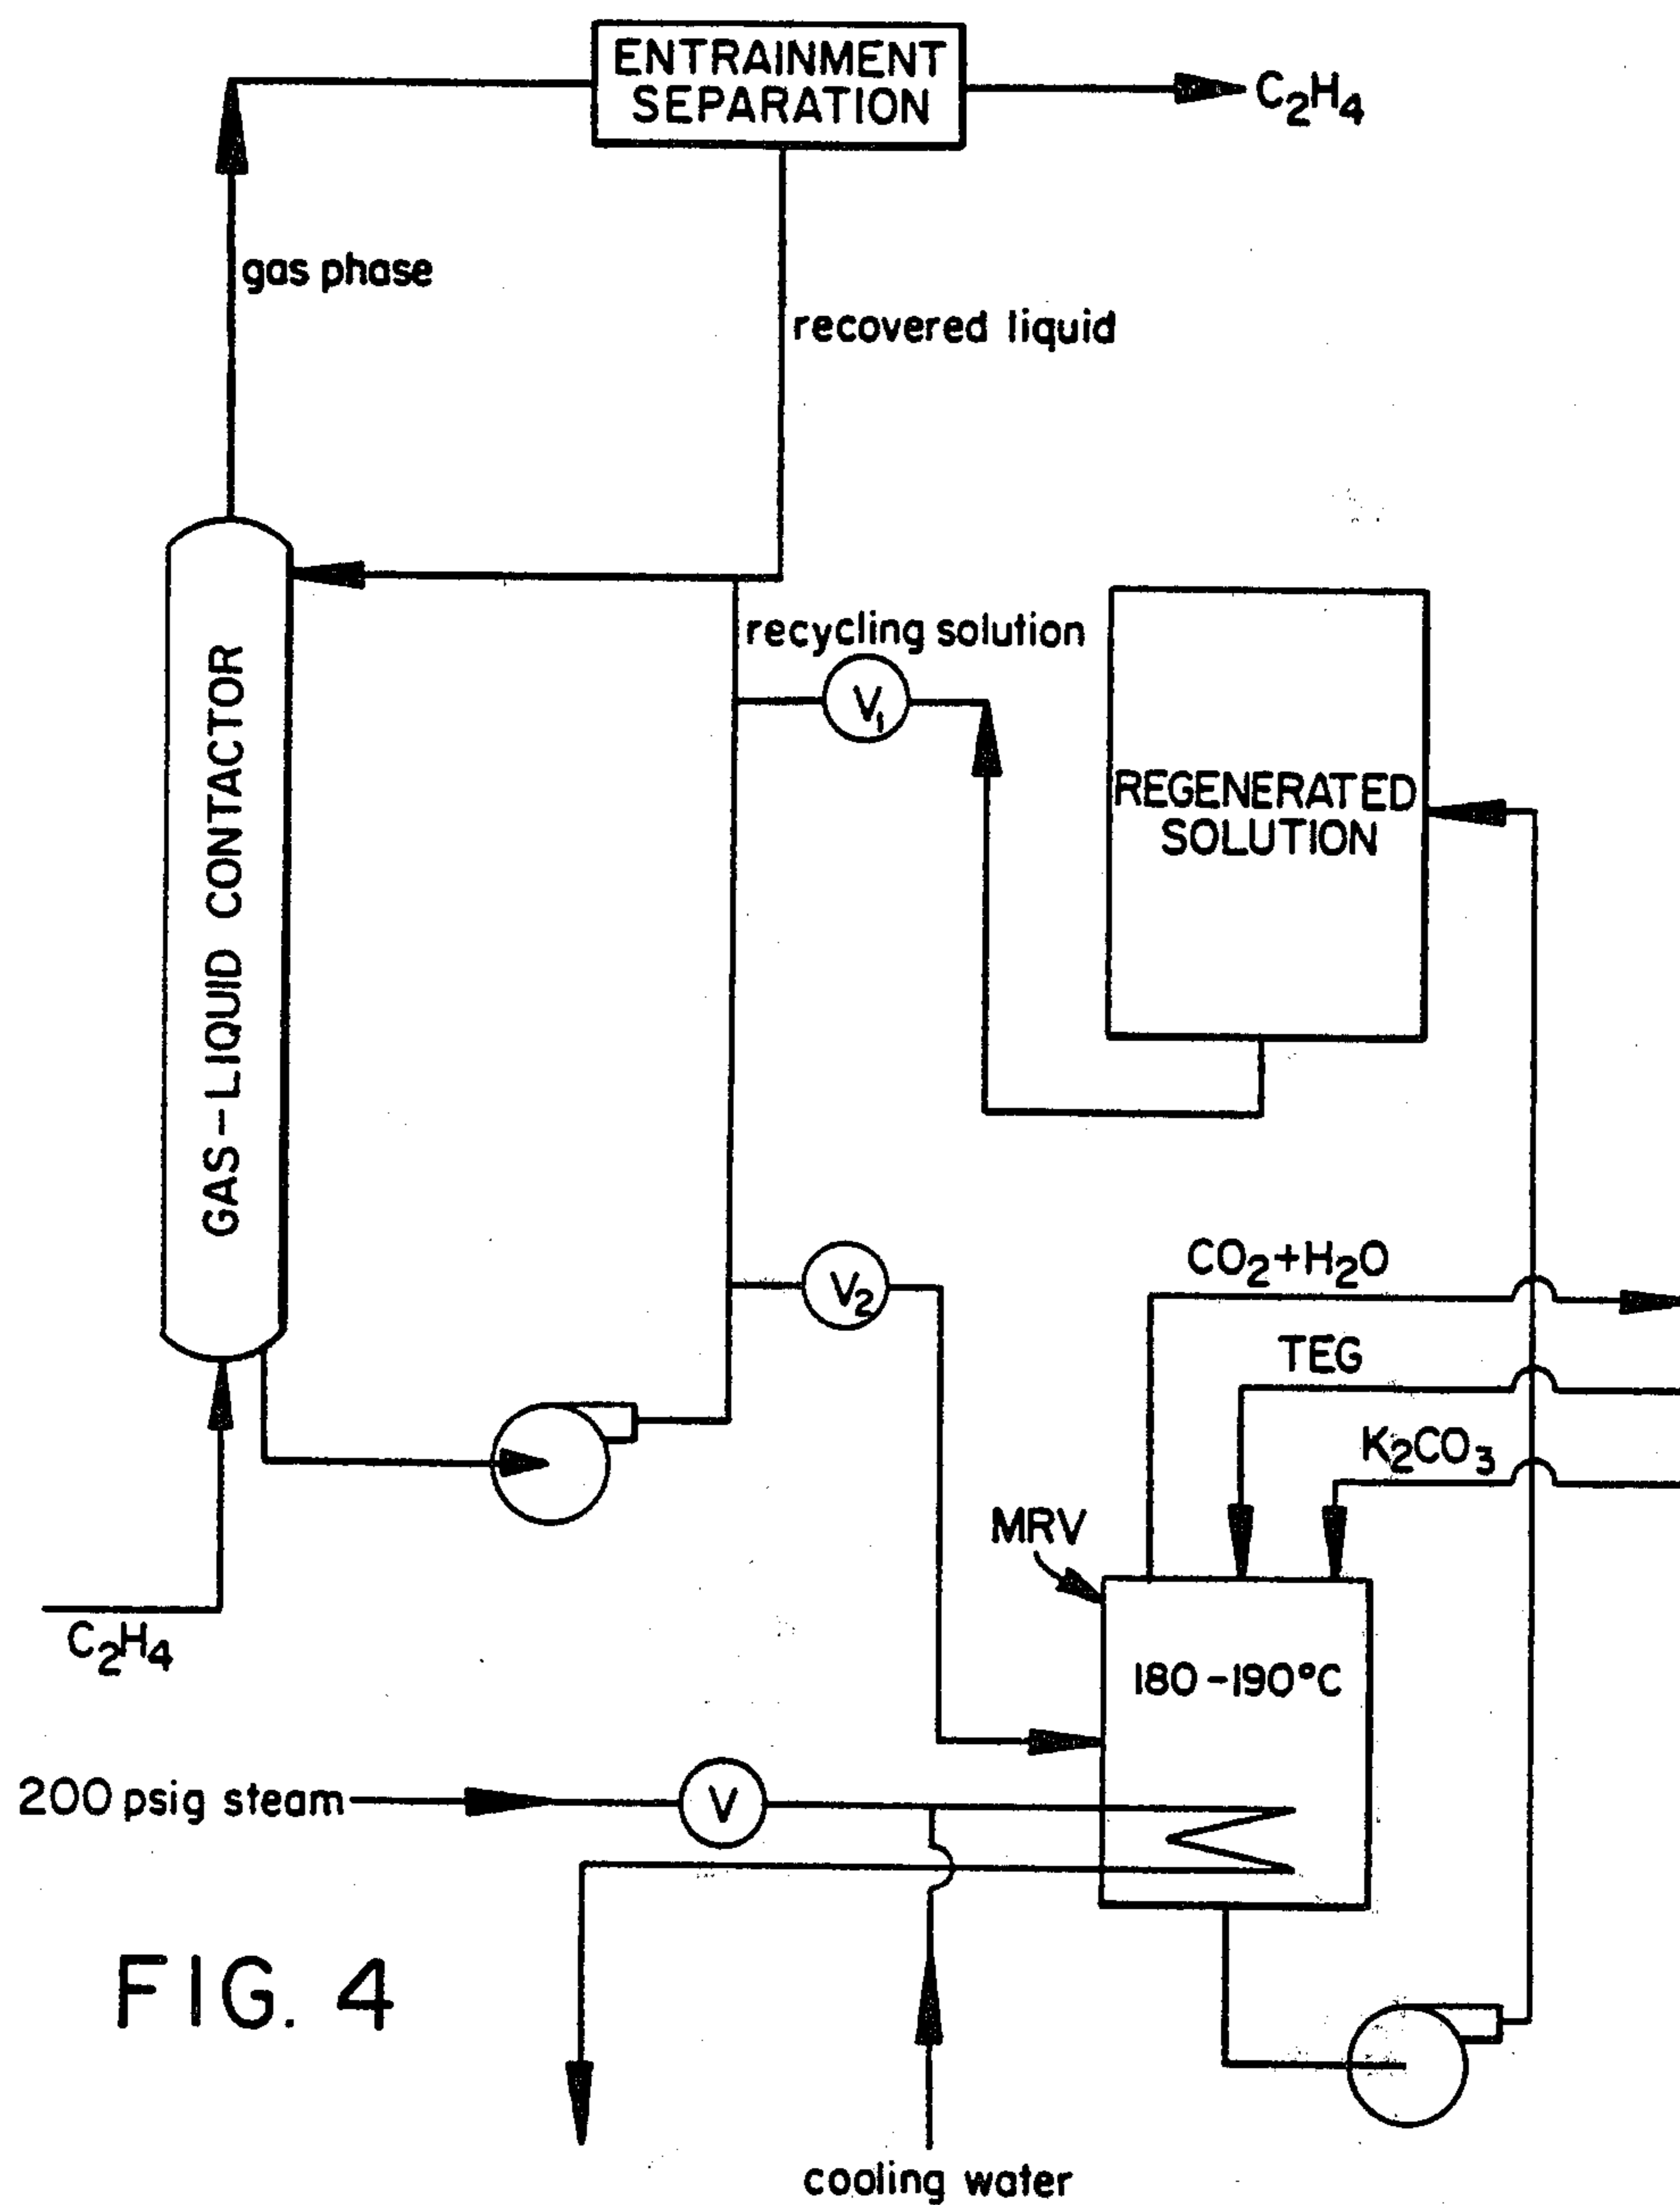 ENTRAINMENT
SEPARATION
C₂H₄
gas phase
recovered liquid
recycling solution
V₁
GAS-LIQUID CONTACTOR
REGENERATED
SOLUTION
CO₂+H₂O
V₂
TEG
K₂CO₃
MRV
C₂H₄
180-190°C
200 psig steam
V
FIG. 4
cooling water